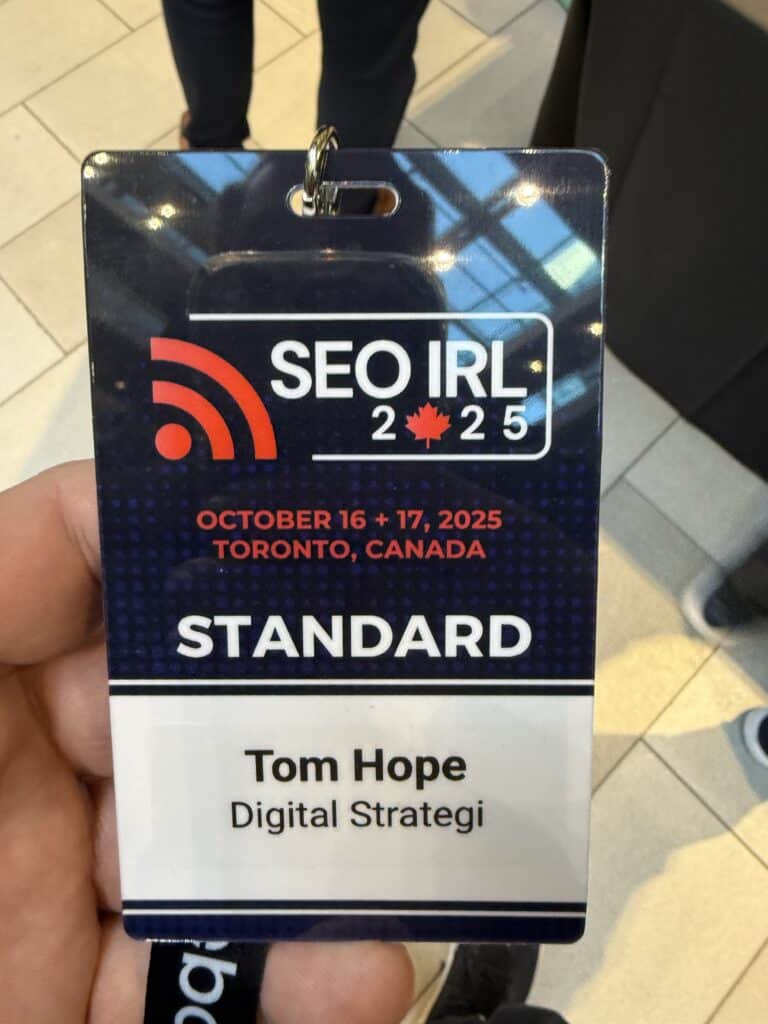 SEO IRL
2025
OCTOBER 16 + 17, 2025
TORONTO, CANADA
STANDARD
Tom Hope
Digital Strategi